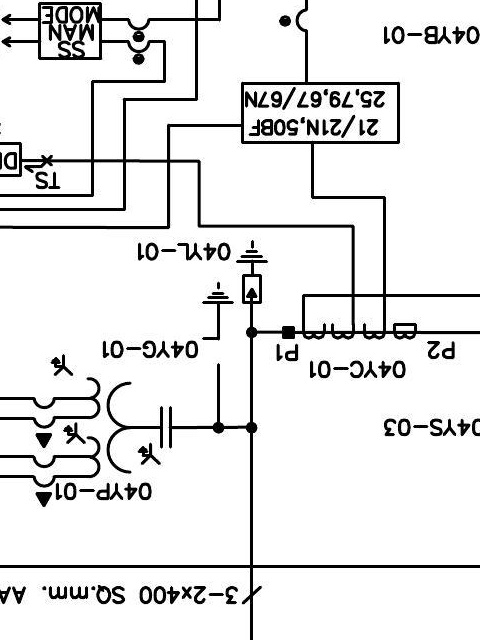 3-2x400 SQ.mm. AA
04YP-01
04YS-03
04YC-01
P2
P1
04YG-01
04YL-01
TS
21/21N,50BF
25,79,67/67N
SS
MAN
MODE
04YB-01